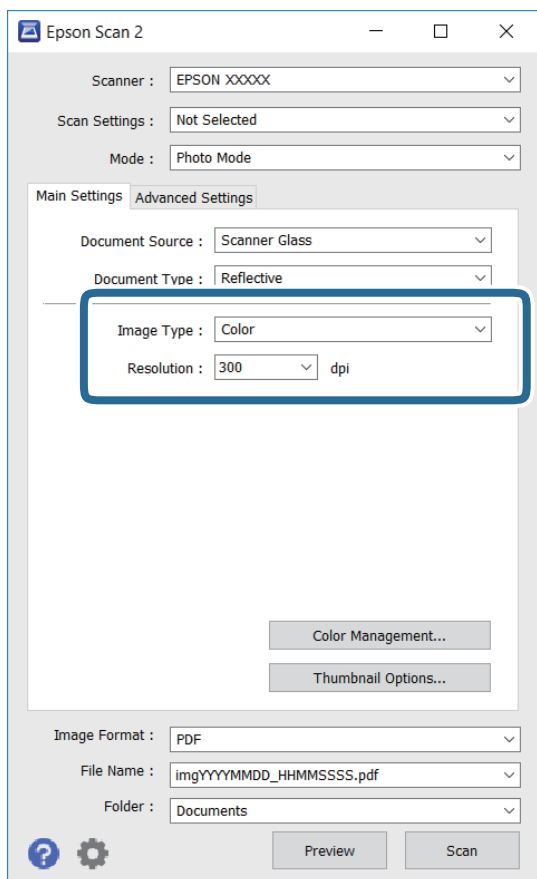 Epson Scan 2
Scanner : EPSON XXXXX
Scan Settings : Not Selected
Mode : Photo Mode
Main Settings Advanced Settings
Document Source : Scanner Glass
Document Type : Reflective
Image Type : Color
Resolution : 300 dpi
Color Management...
Thumbnail Options...
Image Format : PDF
File Name : imgYYYYMMDD_HHMMSSSS.pdf
Folder : Documents
? Preview Scan